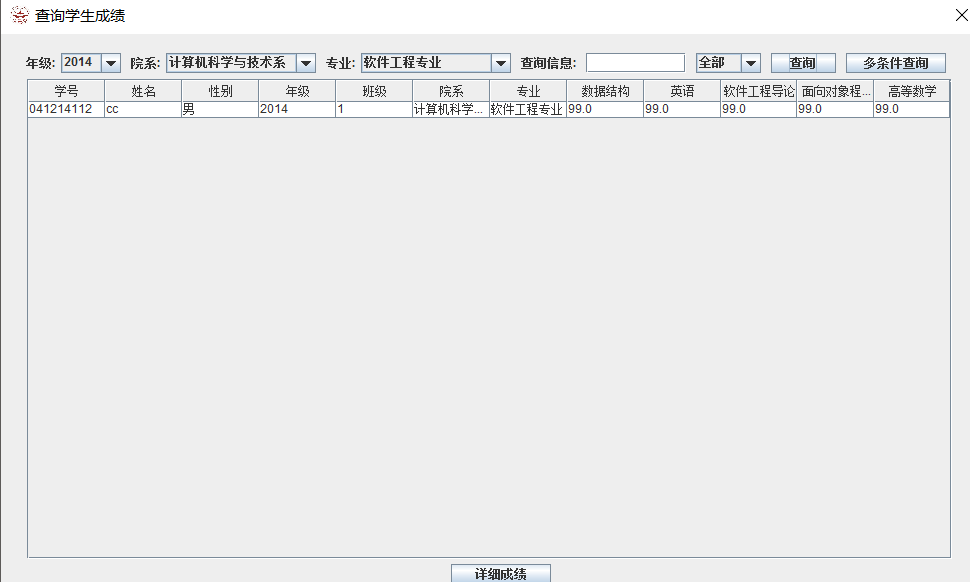 查询学生成绩
年级: 2014 院系: 计算机科学与技术系 专业: 软件工程专业 查询信息: 全部 查询 多条件查询
学号 姓名 性别 年级 班级 院系 专业 数据结构 英语 软件工程导论 面向对象程... 高等数学
041214112 cc 男 2014 1 计算机科学... 软件工程专业 99.0 99.0 99.0 99.0 99.0
详细成绩